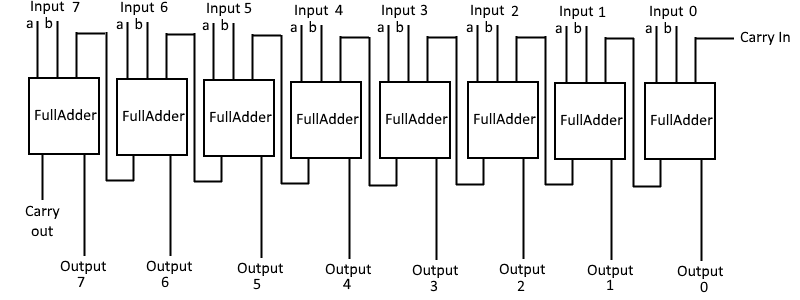 Input 7 Input 6 Input 5 Input 4 Input 3 Input 2 Input 1 Input 0
a b a b a b a b a b a b a b a b
Carry In
FullAdder FullAdder FullAdder FullAdder FullAdder FullAdder FullAdder FullAdder
Carry
out
Output Output Output Output Output Output Output Output
7 6 5 4 3 2 1 0